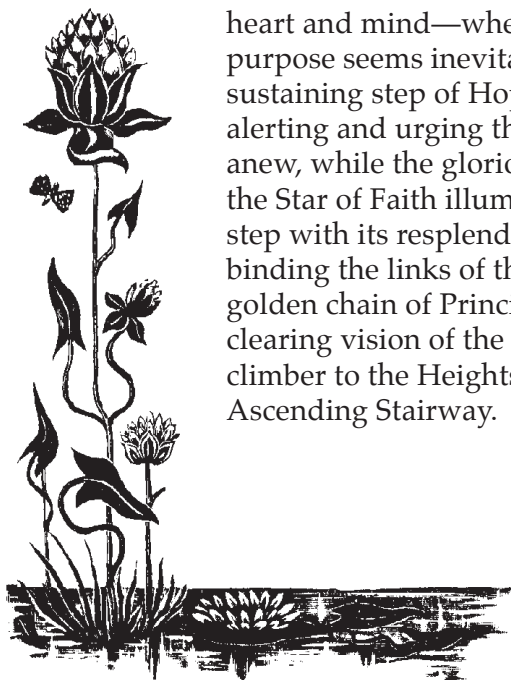 heart and mind—whe
purpose seems inevita
sustaining step of Hop
alerting and urging th
anew, while the glorio
the Star of Faith illum
step with its resplend
binding the links of th
golden chain of Princi
clearing vision of the
climber to the Heights
Ascending Stairway.